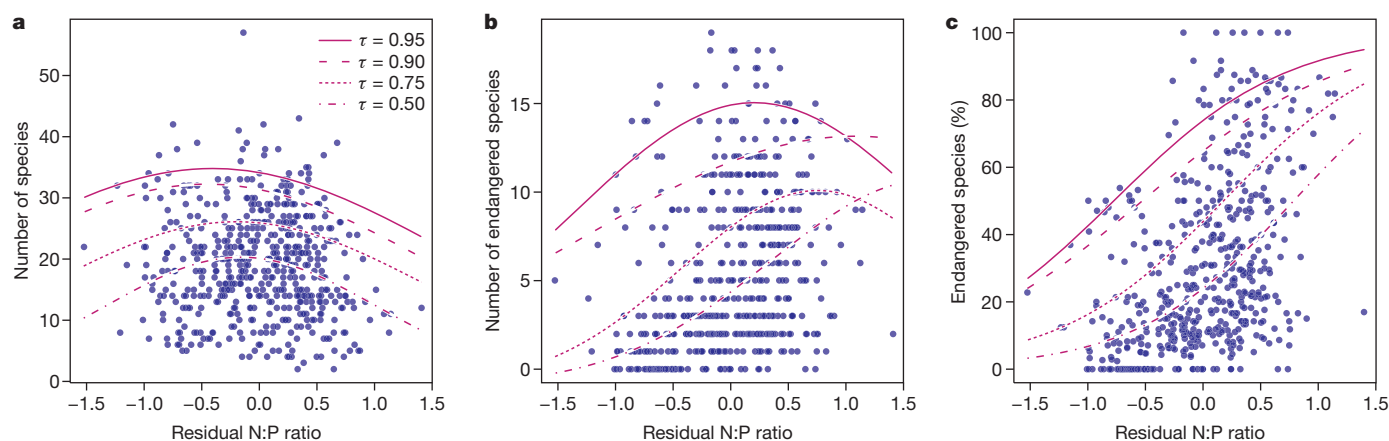 a
Number of species
50
40
30
20
10
0
−1.5 −1.0 −0.5 0.0 0.5 1.0 1.5
Residual N:P ratio
τ = 0.95
τ = 0.90
τ = 0.75
τ = 0.50
b
Number of endangered species
15
10
5
0
−1.5 −1.0 −0.5 0.0 0.5 1.0 1.5
Residual N:P ratio
c
Endangered species (%)
100
80
60
40
20
0
−1.5 −1.0 −0.5 0.0 0.5 1.0 1.5
Residual N:P ratio